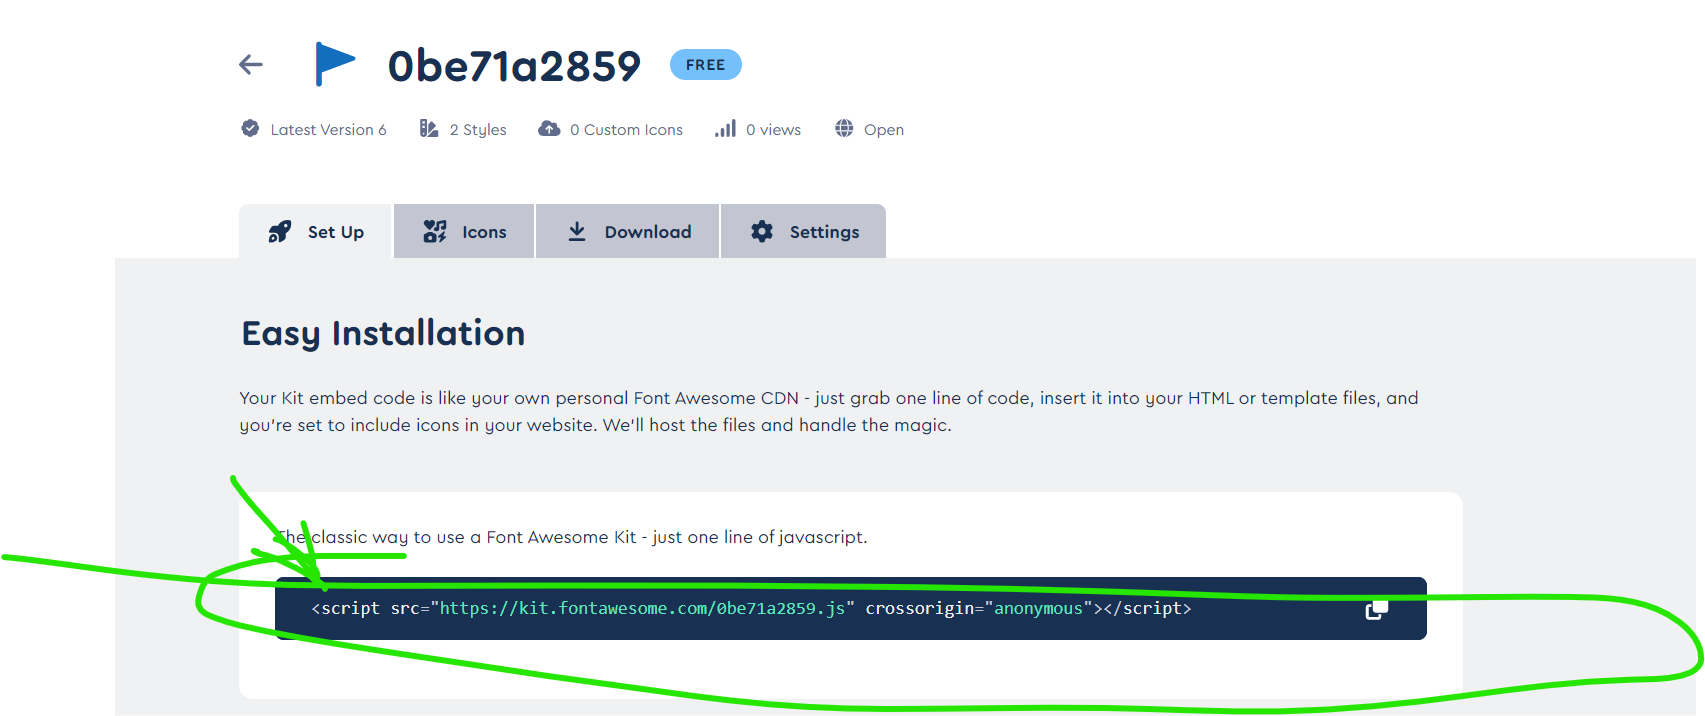 0be71a2859 FREE
Latest Version 6 2 Styles 0 Custom Icons 0 views Open
Set Up Icons Download Settings
Easy Installation
Your Kit embed code is like your own personal Font Awesome CDN - just grab one line of code, insert it into your HTML or template files, and
you're set to include icons in your website. We'll host the files and handle the magic.
The classic way to use a Font Awesome Kit - just one line of javascript.
<script src="https://kit.fontawesome.com/0be71a2859.js" crossorigin="anonymous"></script>